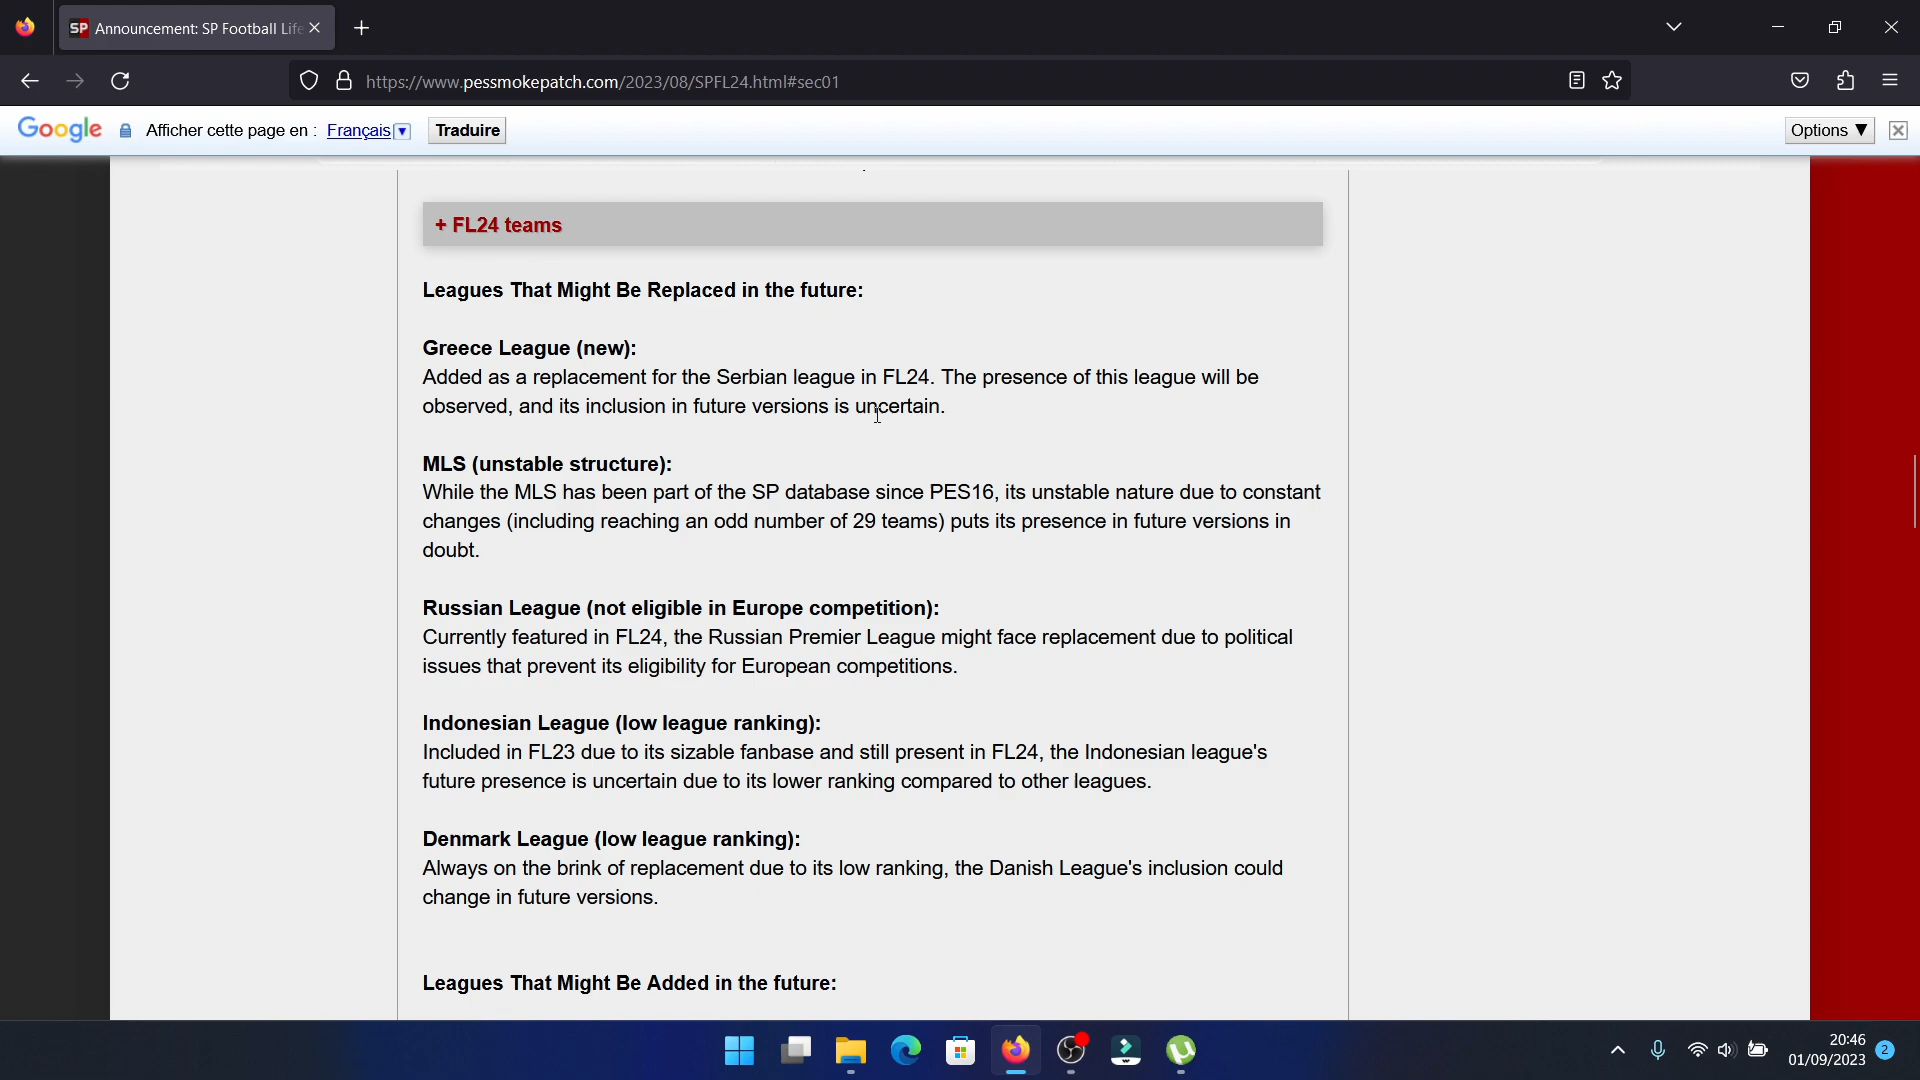 SP Announcement: SP Football Life
https://www.pessmokepatch.com/2023/08/SPFL24.html#sec01
Google Afficher cette page en : Français Traduire Options ▼
+ FL24 teams
Leagues That Might Be Replaced in the future:
Greece League (new):
Added as a replacement for the Serbian league in FL24. The presence of this league will be
observed, and its inclusion in future versions is uncertain.
MLS (unstable structure):
While the MLS has been part of the SP database since PES16, its unstable nature due to constant
changes (including reaching an odd number of 29 teams) puts its presence in future versions in
doubt.
Russian League (not eligible in Europe competition):
Currently featured in FL24, the Russian Premier League might face replacement due to political
issues that prevent its eligibility for European competitions.
Indonesian League (low league ranking):
Included in FL23 due to its sizable fanbase and still present in FL24, the Indonesian league's
future presence is uncertain due to its lower ranking compared to other leagues.
Denmark League (low league ranking):
Always on the brink of replacement due to its low ranking, the Danish League's inclusion could
change in future versions.
Leagues That Might Be Added in the future:
20:46
01/09/2023 2